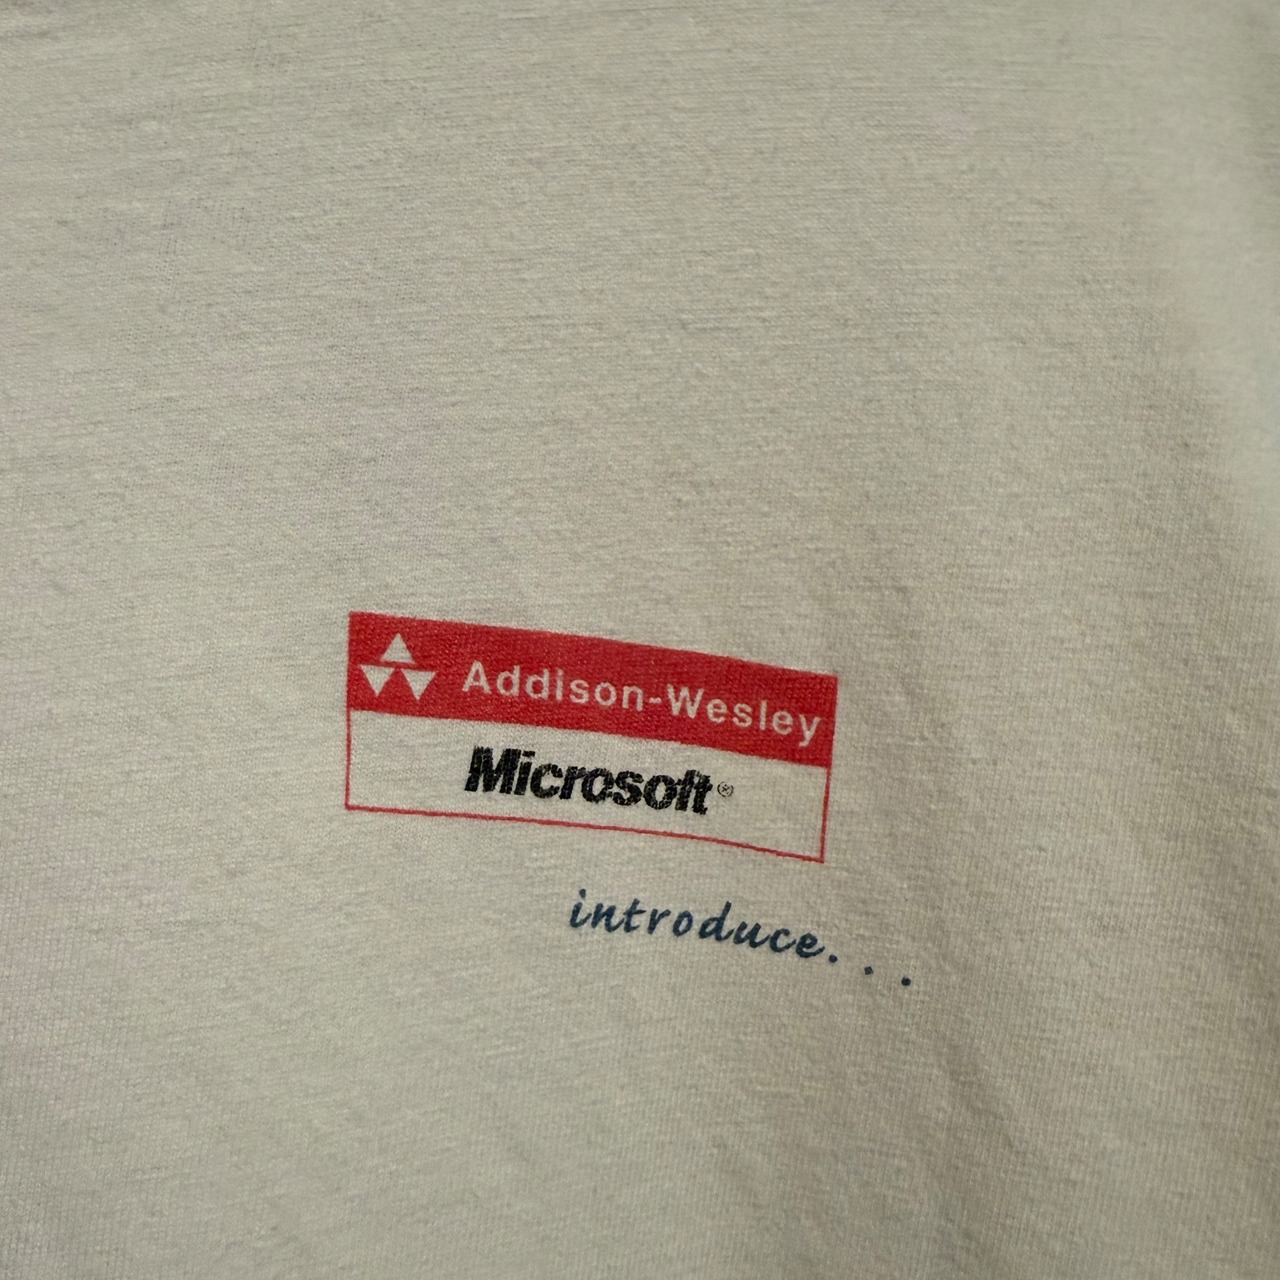 Addison-Wesley
Microsoft®
introduce. . .